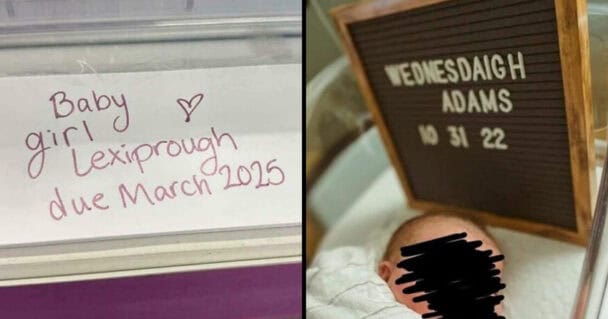 Baby
girl
Lexiprough
due March 2025
WEDNESDAIGH
ADAMS
10 31 22